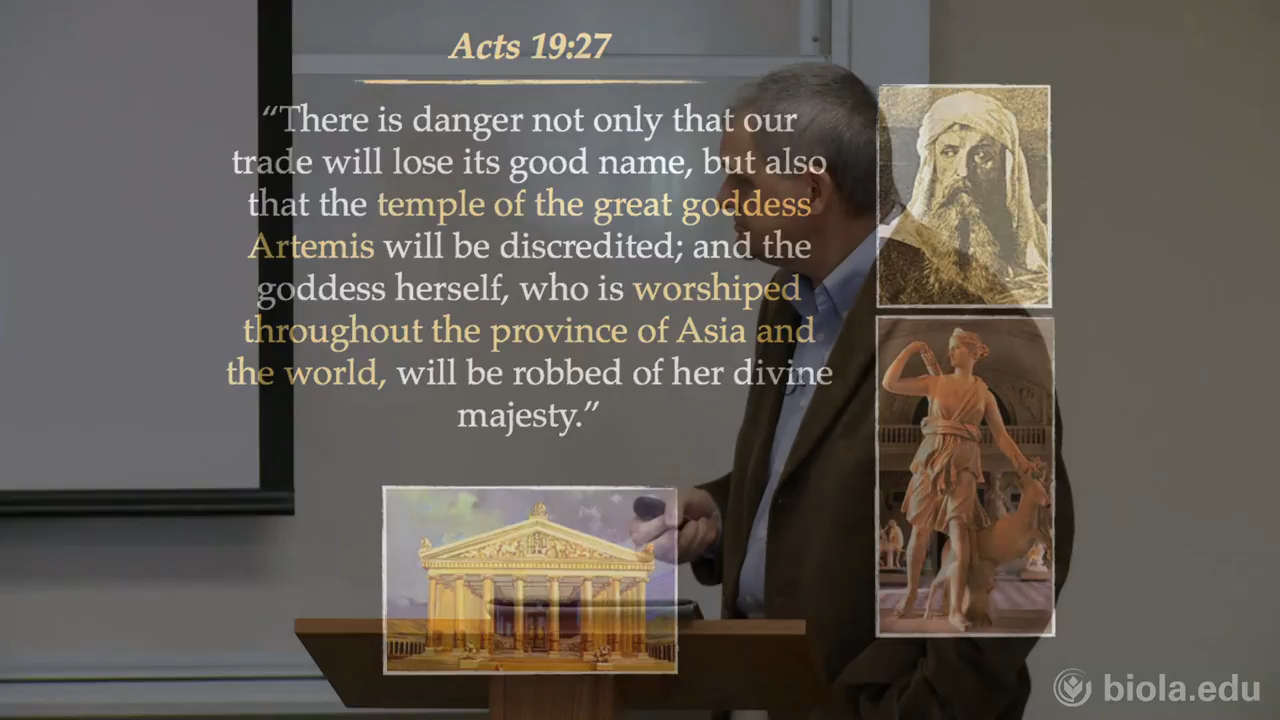 Acts 19:27
“There is danger not only that our
trade will lose its good name, but also
that the temple of the great goddess
Artemis will be discredited; and the
goddess herself, who is worshiped
throughout the province of Asia and
the world, will be robbed of her divine
majesty.”
biola.edu